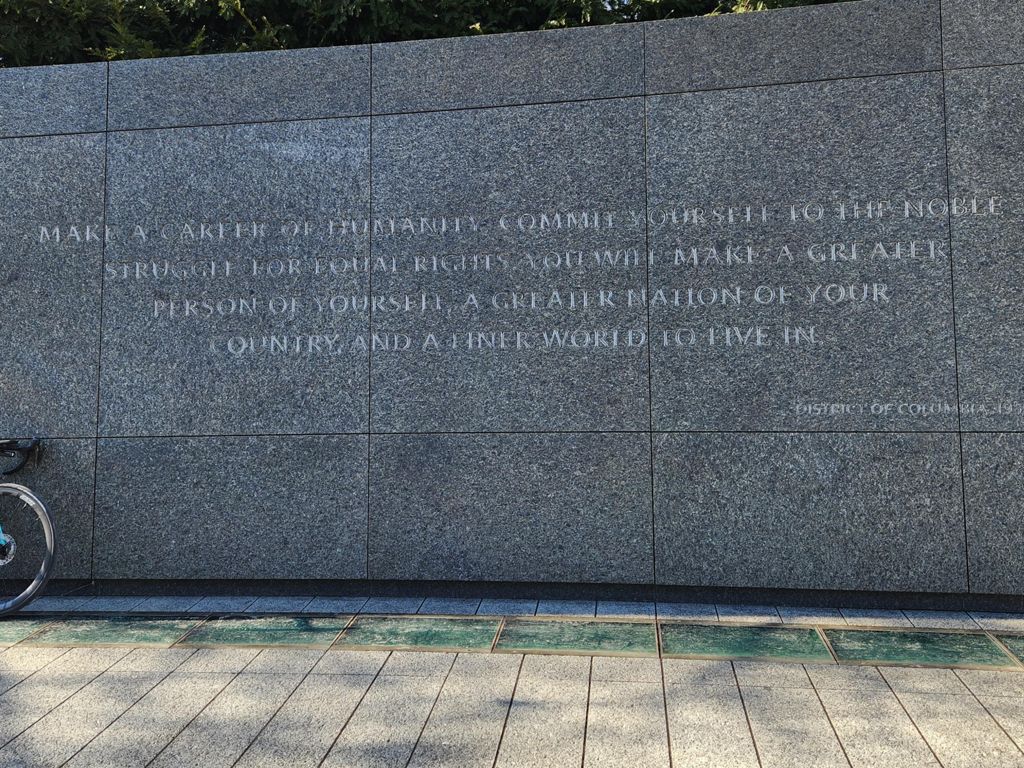 MAKE A CAREER OF HUMANITY. COMMIT YOURSELF TO THE NOBLE
STRUGGLE FOR EQUAL RIGHTS. YOU WILL MAKE A GREATER
PERSON OF YOURSELF, A GREATER NATION OF YOUR
COUNTRY, AND A FINER WORLD TO LIVE IN.
DISTRICT OF COLUMBIA,